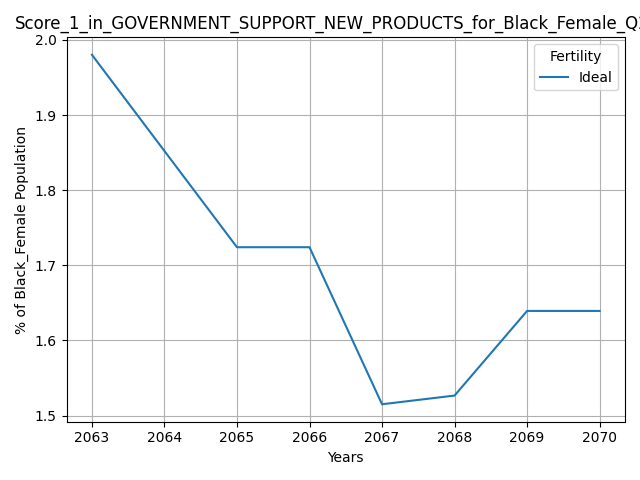 Score_1_in_GOVERNMENT_SUPPORT_NEW_PRODUCTS_for_Black_Female_Q
2.0
1.9
1.8
1.7
1.6
1.5
% of Black_Female Population
Fertility
Ideal
2063 2064 2065 2066 2067 2068 2069 2070
Years